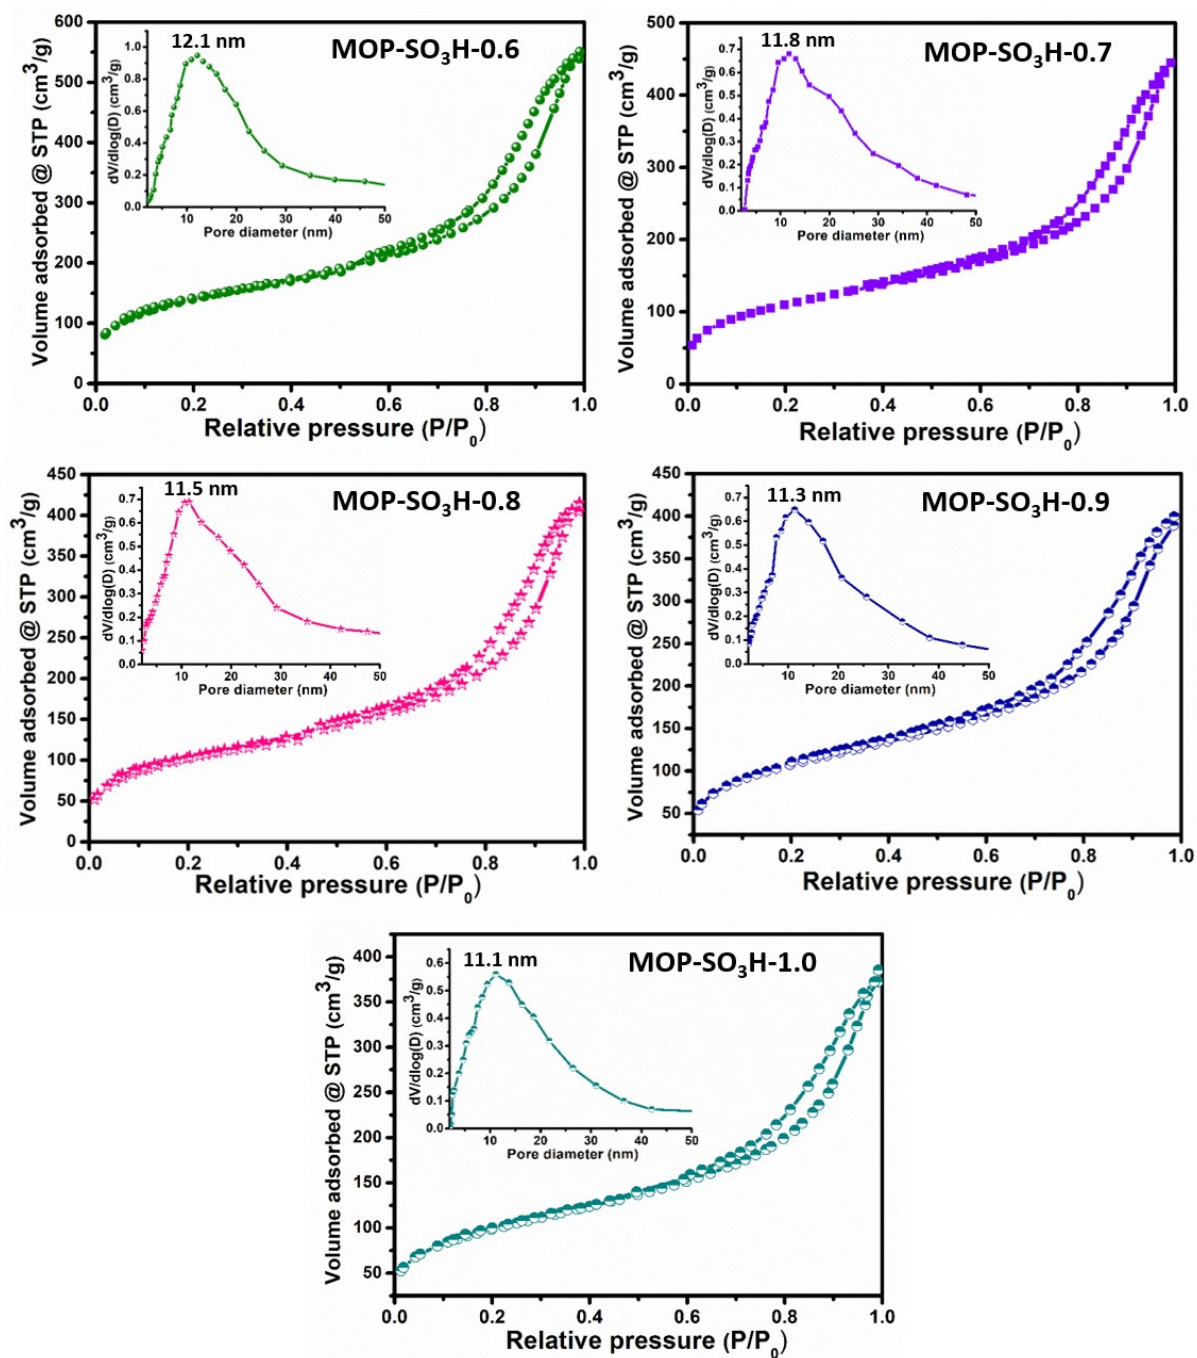 MOP-SO₃H-0.6
12.1 nm
dV/dlog(D) (cm³/g)
1.0
0.8
0.6
0.4
0.2
0.0
10 20 30 40 50
Pore diameter (nm)
Volume adsorbed @ STP (cm³/g)
600
500
400
300
200
100
0
0.0 0.2 0.4 0.6 0.8 1.0
Relative pressure (P/P₀)
MOP-SO₃H-0.7
11.8 nm
dV/dlog(D) (cm³/g)
0.7
0.6
0.5
0.4
0.3
0.2
0.1
0.0
10 20 30 40 50
Pore diameter (nm)
Volume adsorbed @ STP (cm³/g)
500
400
300
200
100
0
0.0 0.2 0.4 0.6 0.8 1.0
Relative pressure (P/P₀)
MOP-SO₃H-0.8
11.5 nm
dV/dlog(D) (cm³/g)
0.7
0.6
0.5
0.4
0.3
0.2
0.1
0.0
10 20 30 40 50
Pore diameter (nm)
Volume adsorbed @ STP (cm³/g)
450
400
350
300
250
200
150
100
50
0
0.0 0.2 0.4 0.6 0.8 1.0
Relative pressure (P/P₀)
MOP-SO₃H-0.9
11.3 nm
dV/dlog(D) (cm³/g)
0.7
0.6
0.5
0.4
0.3
0.2
0.1
0.0
10 20 30 40 50
Pore diameter (nm)
Volume adsorbed @ STP (cm³/g)
450
400
350
300
250
200
150
100
50
0.0 0.2 0.4 0.6 0.8 1.0
Relative pressure (P/P₀)
MOP-SO₃H-1.0
11.1 nm
dV/dlog(D) (cm³/g)
0.6
0.5
0.4
0.3
0.2
0.1
0.0
10 20 30 40 50
Pore diameter (nm)
Volume adsorbed @ STP (cm³/g)
400
350
300
250
200
150
100
50
0.0 0.2 0.4 0.6 0.8 1.0
Relative pressure (P/P₀)